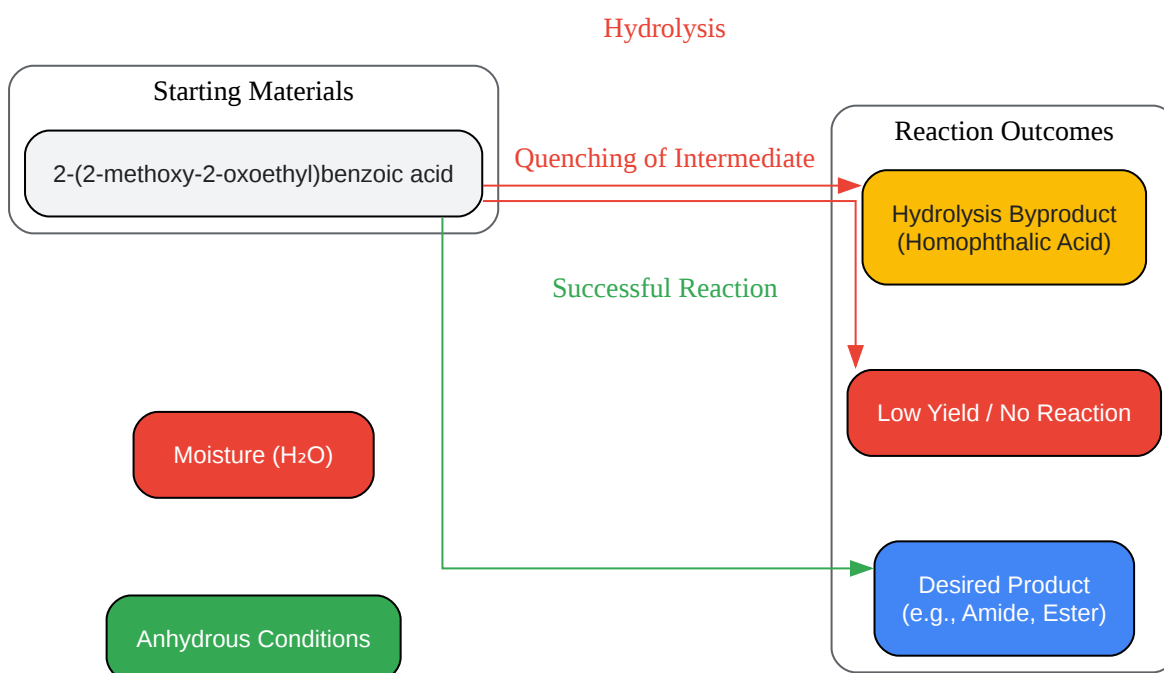 Hydrolysis
Starting Materials
2-(2-methoxy-2-oxoethyl)benzoic acid
Quenching of Intermediate
Successful Reaction
Reaction Outcomes
Hydrolysis Byproduct
(Homophthalic Acid)
Low Yield / No Reaction
Moisture (H₂O)
Desired Product
(e.g., Amide, Ester)
Anhydrous Conditions